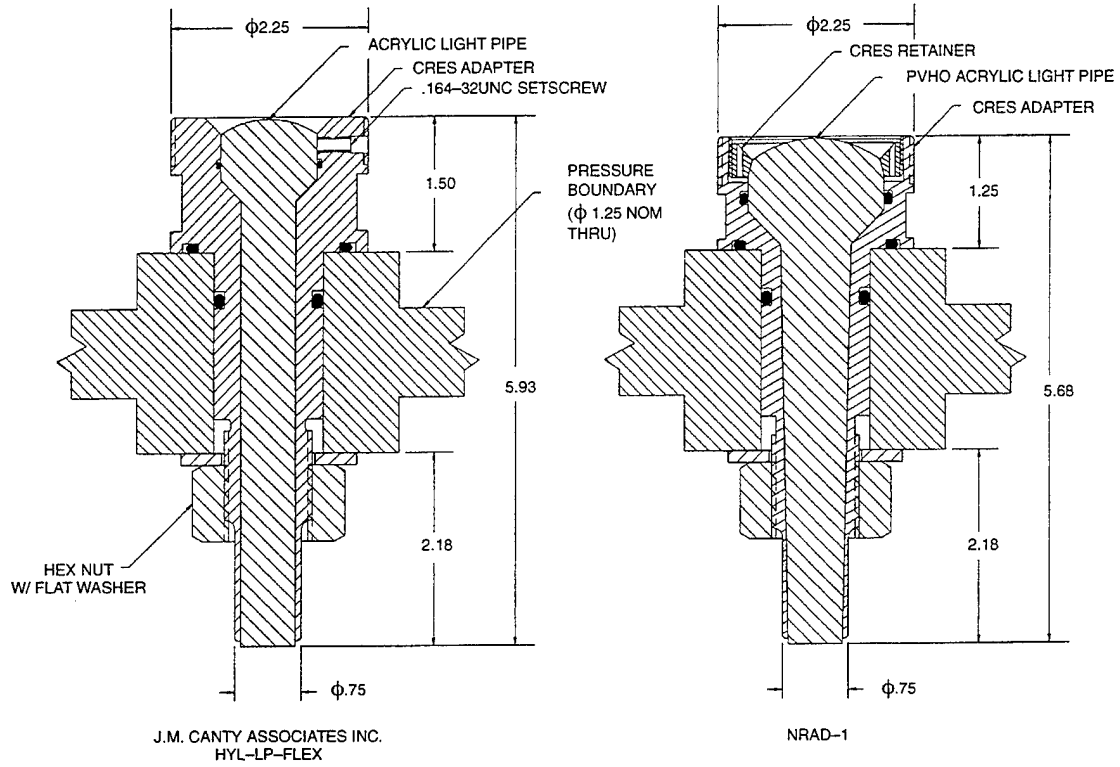 ϕ2.25
ACRYLIC LIGHT PIPE
CRES ADAPTER
.164–32UNC SETSCREW
1.50
PRESSURE
BOUNDARY
(ϕ 1.25 NOM
THRU)
5.93
2.18
HEX NUT
W/ FLAT WASHER
ϕ.75
J.M. CANTY ASSOCIATES INC.
HYL–LP–FLEX
ϕ2.25
CRES RETAINER
PVHO ACRYLIC LIGHT PIPE
CRES ADAPTER
1.25
5.68
2.18
ϕ.75
NRAD–1